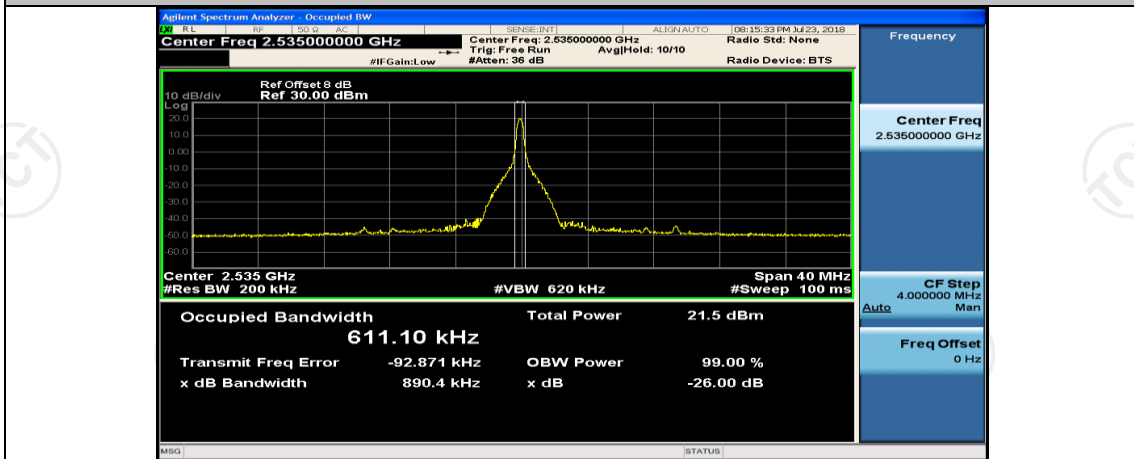 Agilent Spectrum Analyzer - Occupied BW
LXI RL RF 50 Ω AC SENSE:INT ALIGN AUTO 08:15:33 PM Jul 23, 2018
Center Freq 2.535000000 GHz Center Freq: 2.535000000 GHz Radio Std: None
Trig: Free Run Avg|Hold: 10/10
#IFGain:Low #Atten: 36 dB Radio Device: BTS
Ref Offset 8 dB
10 dB/div Ref 30.00 dBm
Log
20.0
10.0
0.00
-10.0
-20.0
-30.0
-40.0
-50.0
-60.0
Center 2.535 GHz Span 40 MHz
#Res BW 200 kHz #VBW 620 kHz #Sweep 100 ms
Occupied Bandwidth Total Power 21.5 dBm
611.10 kHz
Transmit Freq Error -92.871 kHz OBW Power 99.00 %
x dB Bandwidth 890.4 kHz x dB -26.00 dB
MSG STATUS
Frequency
Center Freq
2.535000000 GHz
CF Step
4.000000 MHz
Auto Man
Freq Offset
0 Hz
TCT
TC